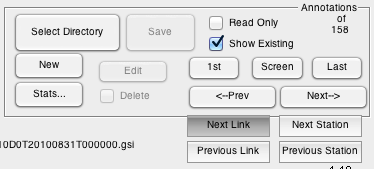 Annotations
of
158
Select Directory
Save
Read Only
Show Existing
New
Edit
1st
Screen
Last
Stats...
Delete
<--Prev
Next-->
Next Link
Next Station
10D0T20100831T000000.gsi
Previous Link
Previous Station